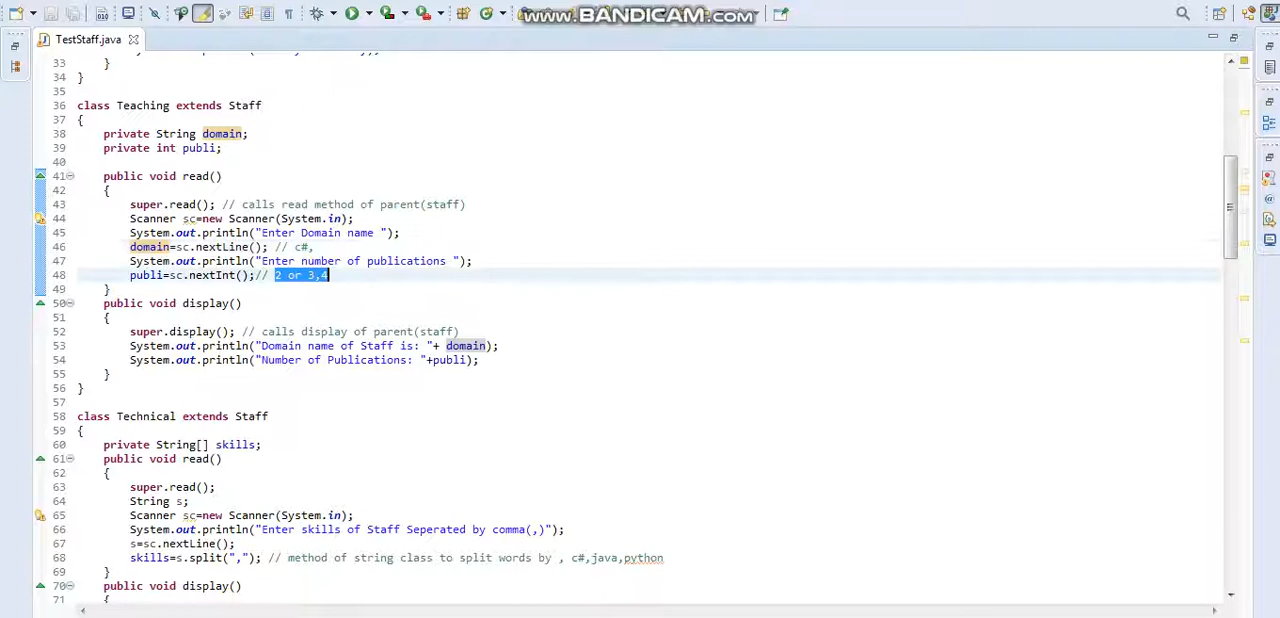 www.BANDICAM.com
TestStaff.java
33 }
34 }
35
36 class Teaching extends Staff
37 {
38 private String domain;
39 private int publi;
40
41 public void read()
42 {
43 super.read(); // calls read method of parent(staff)
44 Scanner sc=new Scanner(System.in);
45 System.out.println("Enter Domain name ");
46 domain=sc.nextLine(); // c#,
47 System.out.println("Enter number of publications ");
48 publi=sc.nextInt();// 2 or 3,4
49 }
50 public void display()
51 {
52 super.display(); // calls display of parent(staff)
53 System.out.println("Domain name of Staff is: "+ domain);
54 System.out.println("Number of Publications: "+publi);
55 }
56 }
57
58 class Technical extends Staff
59 {
60 private String[] skills;
61 public void read()
62 {
63 super.read();
64 String s;
65 Scanner sc=new Scanner(System.in);
66 System.out.println("Enter skills of Staff Seperated by comma(,)");
67 s=sc.nextLine();
68 skills=s.split(","); // method of string class to split words by , c#,java,python
69 }
70 public void display()
71 {